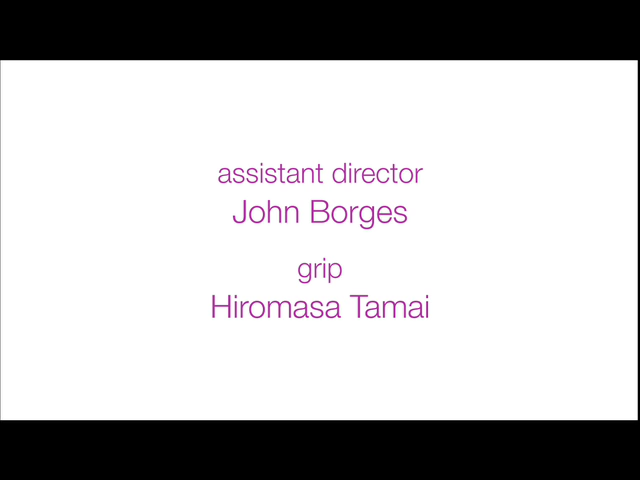 assistant director
John Borges
grip
Hiromasa Tamai